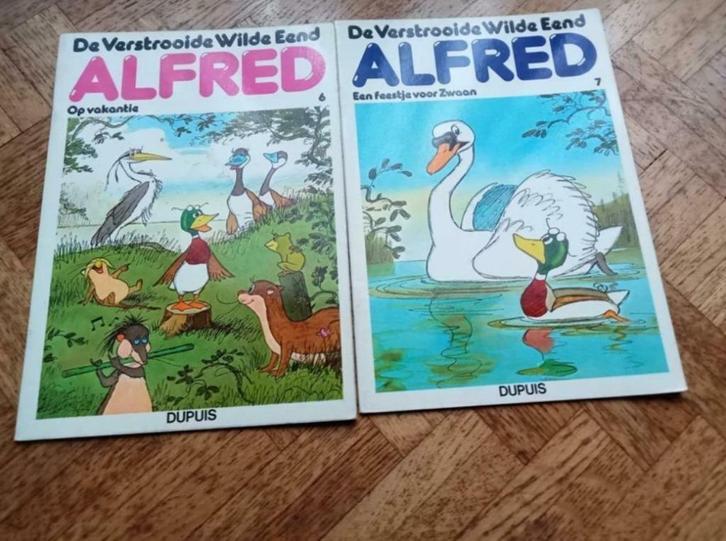 De Verstrooide Wilde Eend
ALFRED
6
Op vakantie
DUPUIS
De Verstrooide Wilde Eend
ALFRED
7
Een feestje voor Zwaan
DUPUIS